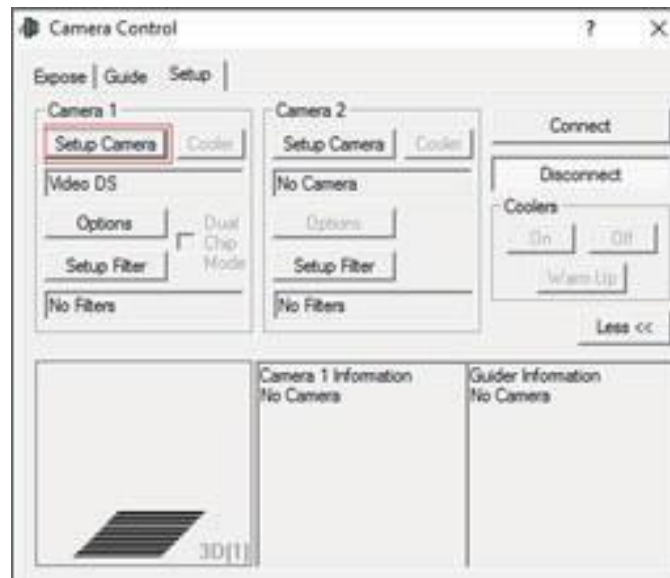 Camera Control ? X
Expose Guide Setup
Camera 1
Setup Camera Cooler
Video DS
Options
Dual Chip Mode
Setup Filter
No Filters
Camera 2
Setup Camera Cooler
No Camera
Options
Setup Filter
No Filters
Connect
Disconnect
Coolers
On Off
Warm Up
Less <<
3D[1]
Camera 1 Information
No Camera
Guider Information
No Camera